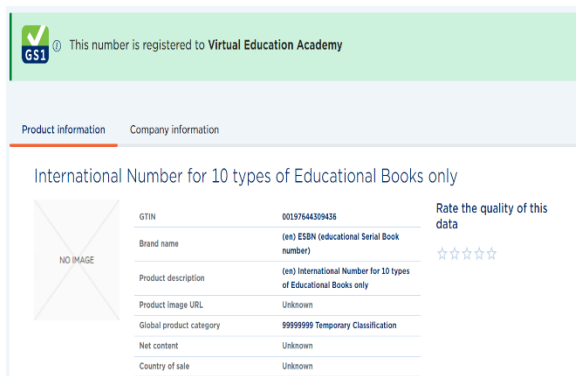 GS1
This number is registered to Virtual Education Academy
Product information Company information
International Number for 10 types of Educational Books only
NO IMAGE
GTIN 00197644309436
Brand name (en) ESBN (educational Serial Book
number)
Product description (en) International Number for 10 types
of Educational Books only
Product image URL Unknown
Global product category 99999999 Temporary Classification
Net content Unknown
Country of sale Unknown
Rate the quality of this
data